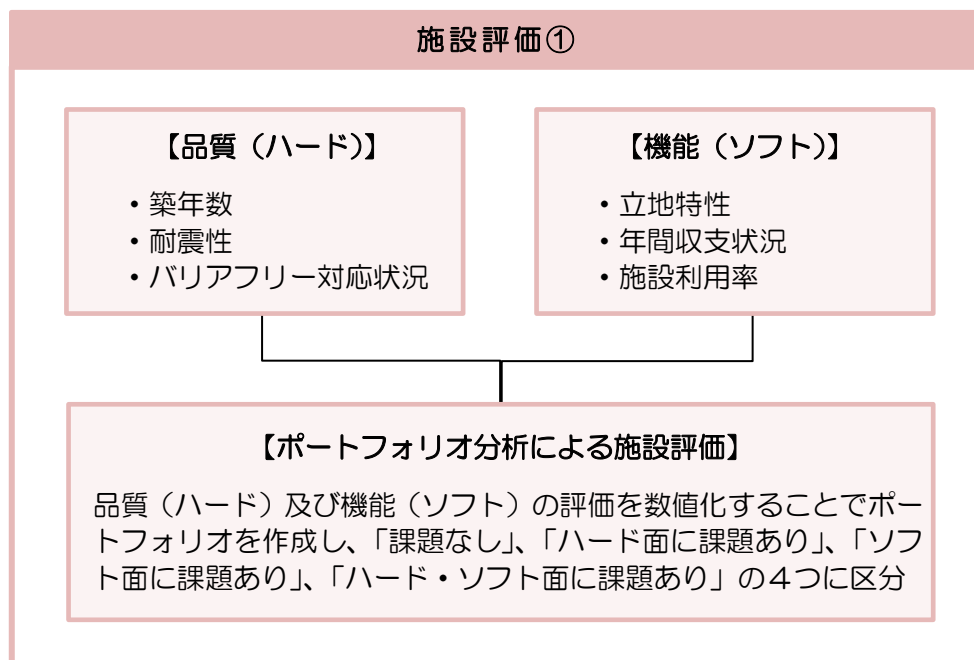 施設評価①
【品質（ハード）】
・築年数
・耐震性
・バリアフリー対応状況
【機能（ソフト）】
・立地特性
・年間収支状況
・施設利用率
【ポートフォリオ分析による施設評価】
品質（ハード）及び機能（ソフト）の評価を数値化することでポー
トフォリオを作成し、「課題なし」、「ハード面に課題あり」、「ソフ
ト面に課題あり」、「ハード・ソフト面に課題あり」の４つに区分